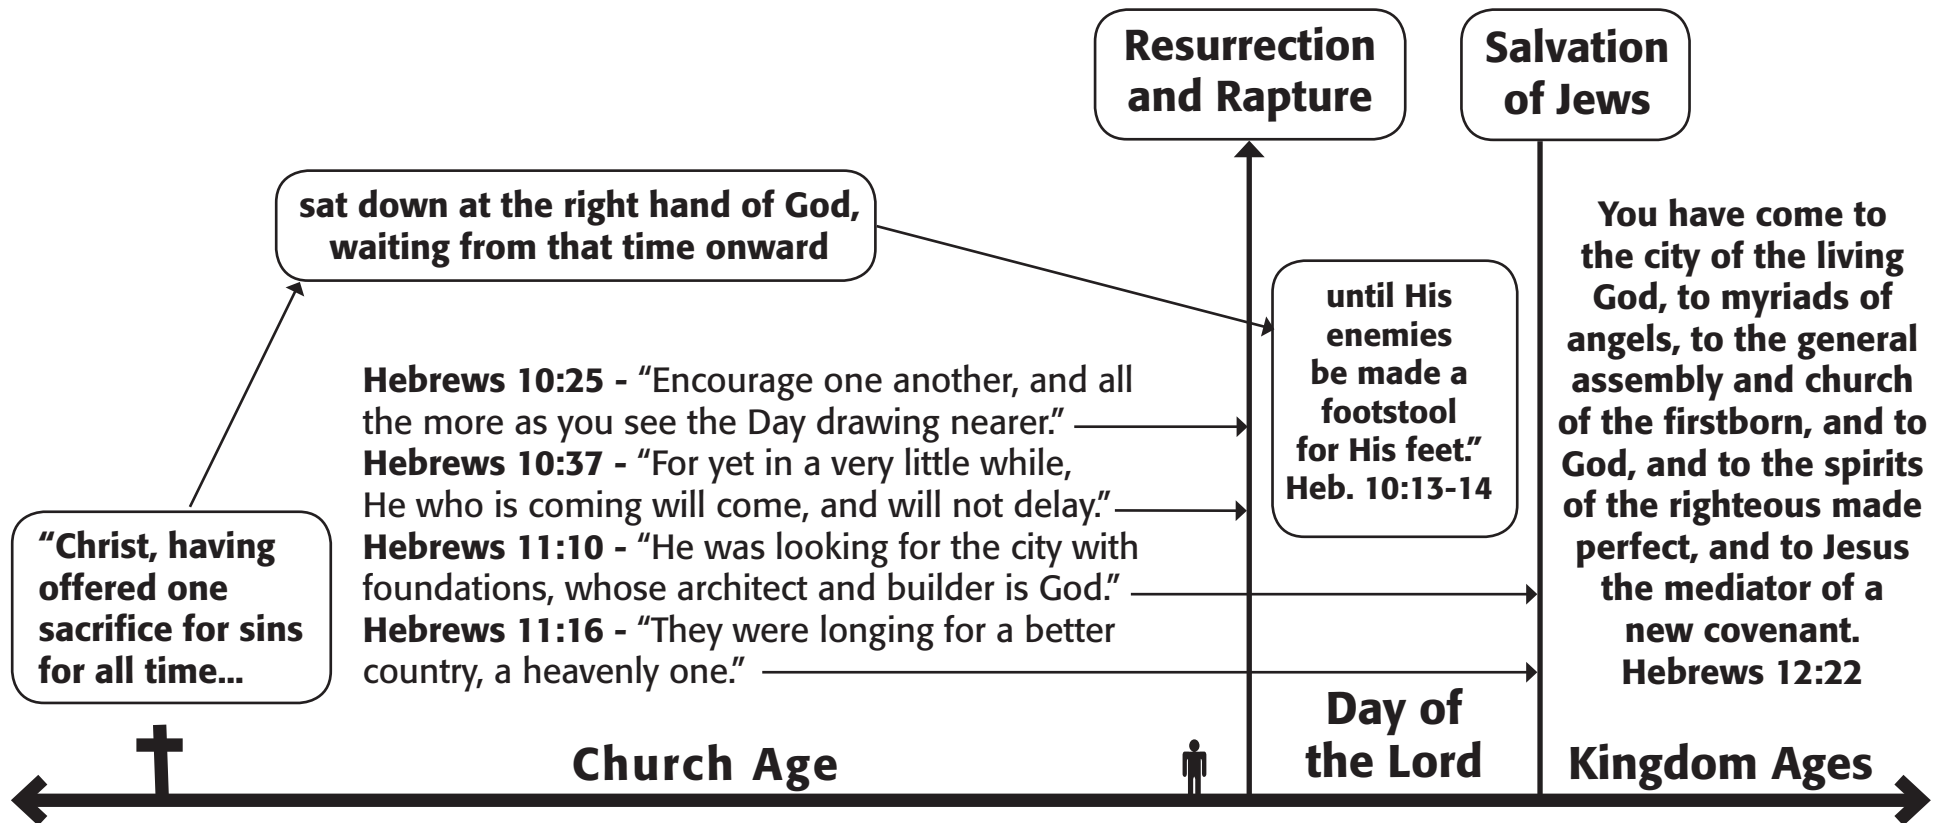 Resurrection
and Rapture
Salvation
of Jews
sat down at the right hand of God,
waiting from that time onward
You have come to
the city of the living
God, to myriads of
angels, to the general
assembly and church
of the firstborn, and to
God, and to the spirits
of the righteous made
perfect, and to Jesus
the mediator of a
new covenant.
Hebrews 12:22
until His
enemies
be made a
footstool
for His feet.”
Heb. 10:13-14
Hebrews 10:25 - “Encourage one another, and all
the more as you see the Day drawing nearer.”
Hebrews 10:37 - “For yet in a very little while,
He who is coming will come, and will not delay.”
Hebrews 11:10 - “He was looking for the city with
foundations, whose architect and builder is God.”
Hebrews 11:16 - “They were longing for a better
country, a heavenly one.”
“Christ, having
offered one
sacrifice for sins
for all time...
Church Age
Day of
the Lord
Kingdom Ages